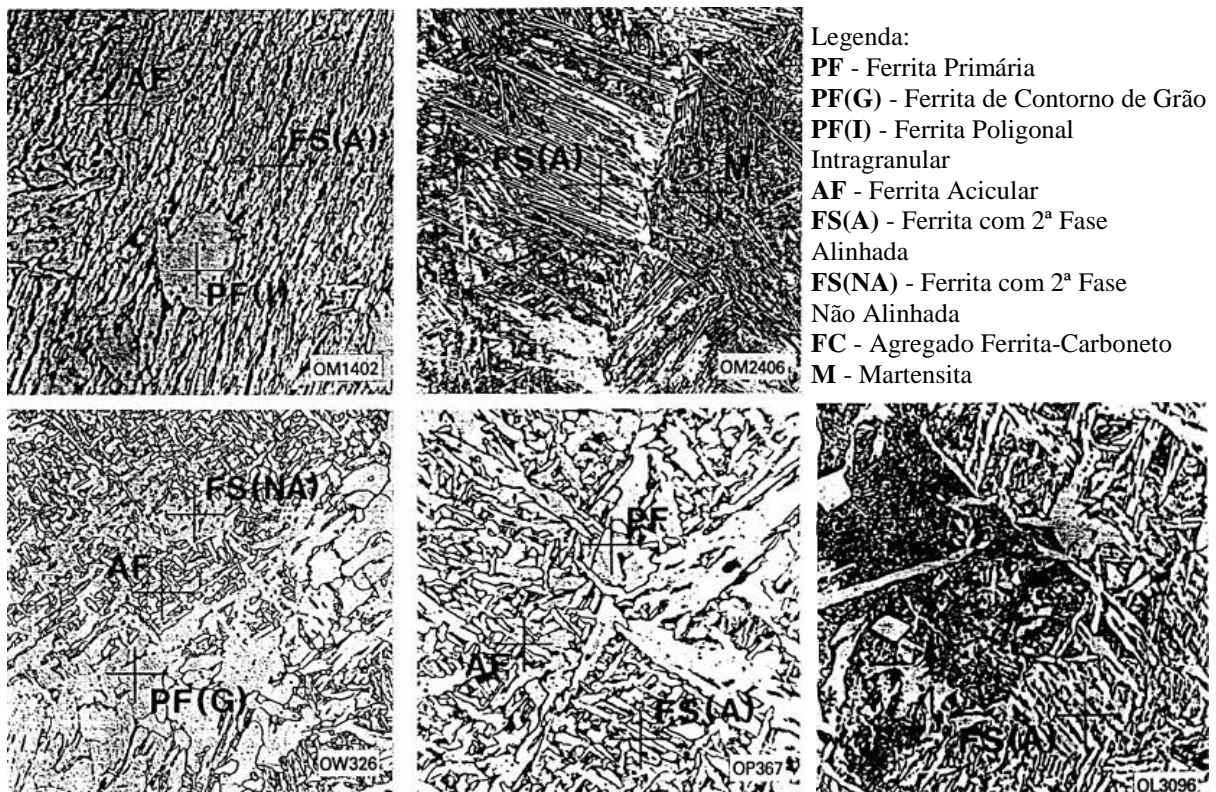 AF
FS(A)
PF(I)
OM1402
FS(A)
M
OM2406
Legenda:
PF - Ferrita Primária
PF(G) - Ferrita de Contorno de Grão
PF(I) - Ferrita Poligonal
Intragranular
AF - Ferrita Acicular
FS(A) - Ferrita com 2ª Fase
Alinhada
FS(NA) - Ferrita com 2ª Fase
Não Alinhada
FC - Agregado Ferrita-Carboneto
M - Martensita
FS(NA)
AF
PF(G)
OW326
PF
AF
FS(A)
OP367
FS(A)
OL3096